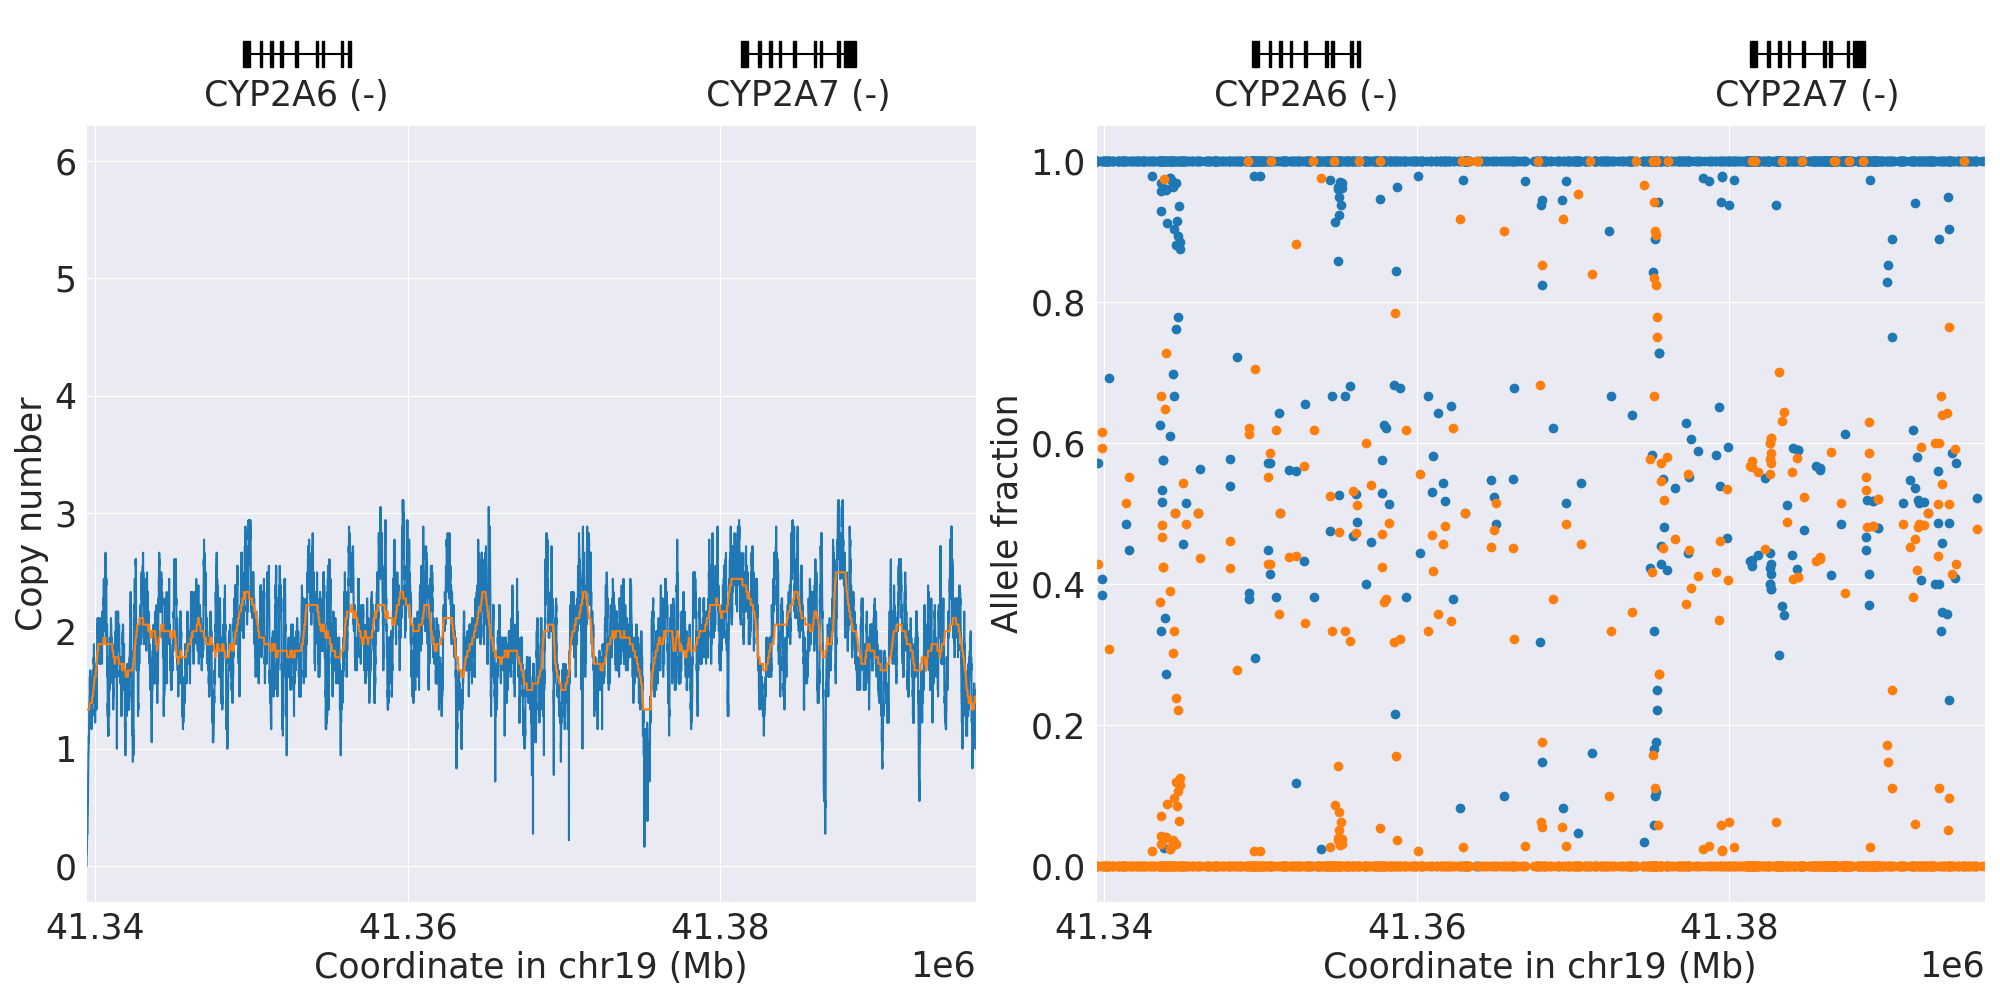 CYP2A6 (-)
CYP2A7 (-)
Copy number
6
5
4
3
2
1
0
41.34
41.36
41.38
Coordinate in chr19 (Mb)
1e6
CYP2A6 (-)
CYP2A7 (-)
Allele fraction
1.0
0.8
0.6
0.4
0.2
0.0
41.34
41.36
41.38
Coordinate in chr19 (Mb)
1e6